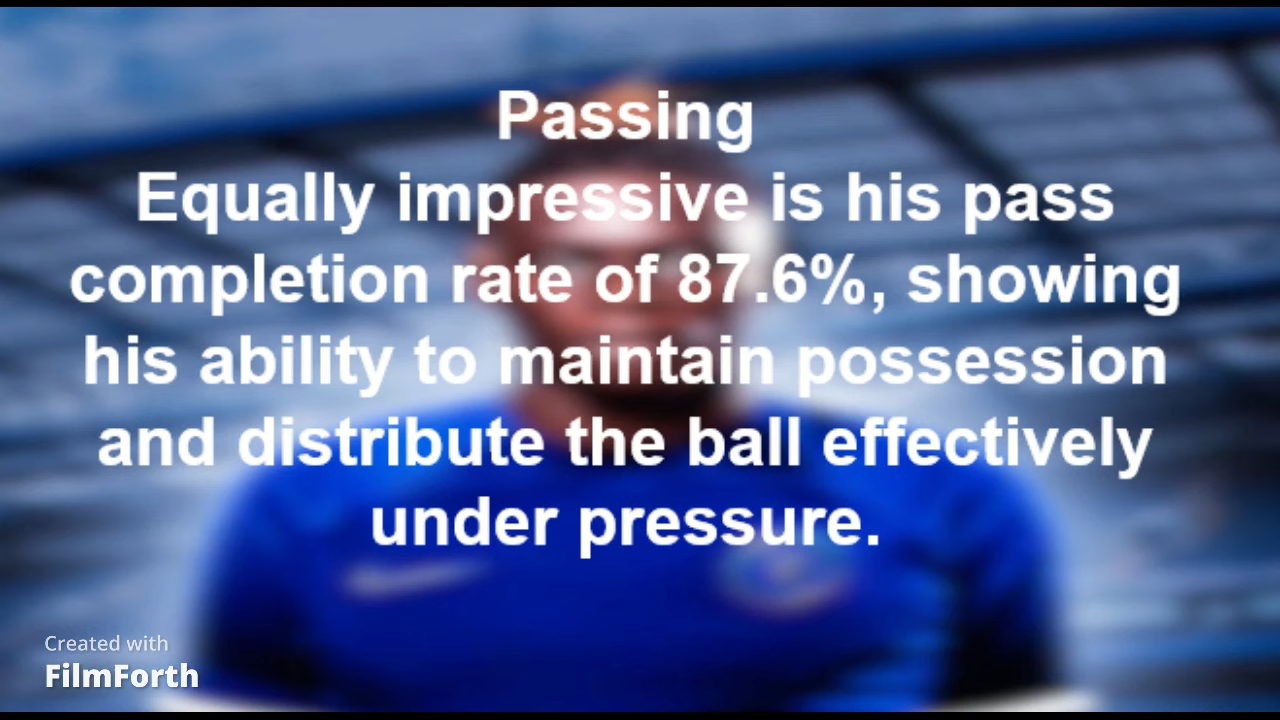 Passing
Equally impressive is his pass
completion rate of 87.6%, showing
his ability to maintain possession
and distribute the ball effectively
under pressure.
Created with
FilmForth